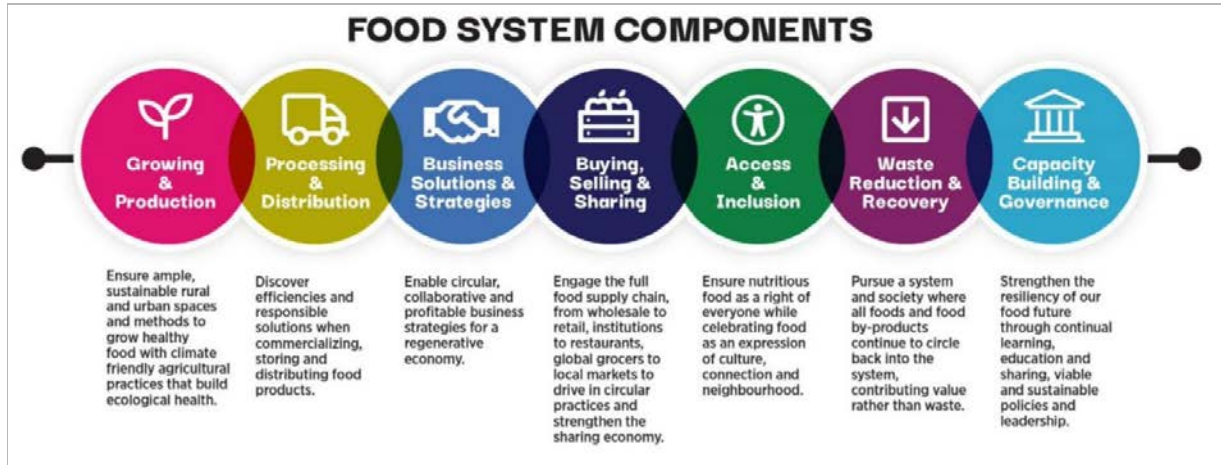 FOOD SYSTEM COMPONENTS
Growing
&
Production
Processing
&
Distribution
Business
Solutions &
Strategies
Buying,
Selling &
Sharing
Access
&
Inclusion
Waste
Reduction &
Recovery
Capacity
Building &
Governance
Ensure ample,
sustainable rural
and urban spaces
and methods to
grow healthy
food with climate
friendly agricultural
practices that build
ecological health.
Discover
efficiencies and
responsible
solutions when
commercializing,
storing and
distributing food
products.
Enable circular,
collaborative and
profitable business
strategies for a
regenerative
economy.
Engage the full
food supply chain,
from wholesale to
retail, institutions
to restaurants,
global grocers to
local markets to
drive in circular
practices and
strengthen the
sharing economy.
Ensure nutritious
food as a right of
everyone while
celebrating food
as an expression
of culture,
connection and
neighbourhood.
Pursue a system
and society where
all foods and food
by-products
continue to circle
back into the
system,
contributing value
rather than waste.
Strengthen the
resiliency of our
food future
through continual
learning,
education and
sharing, viable
and sustainable
policies and
leadership.